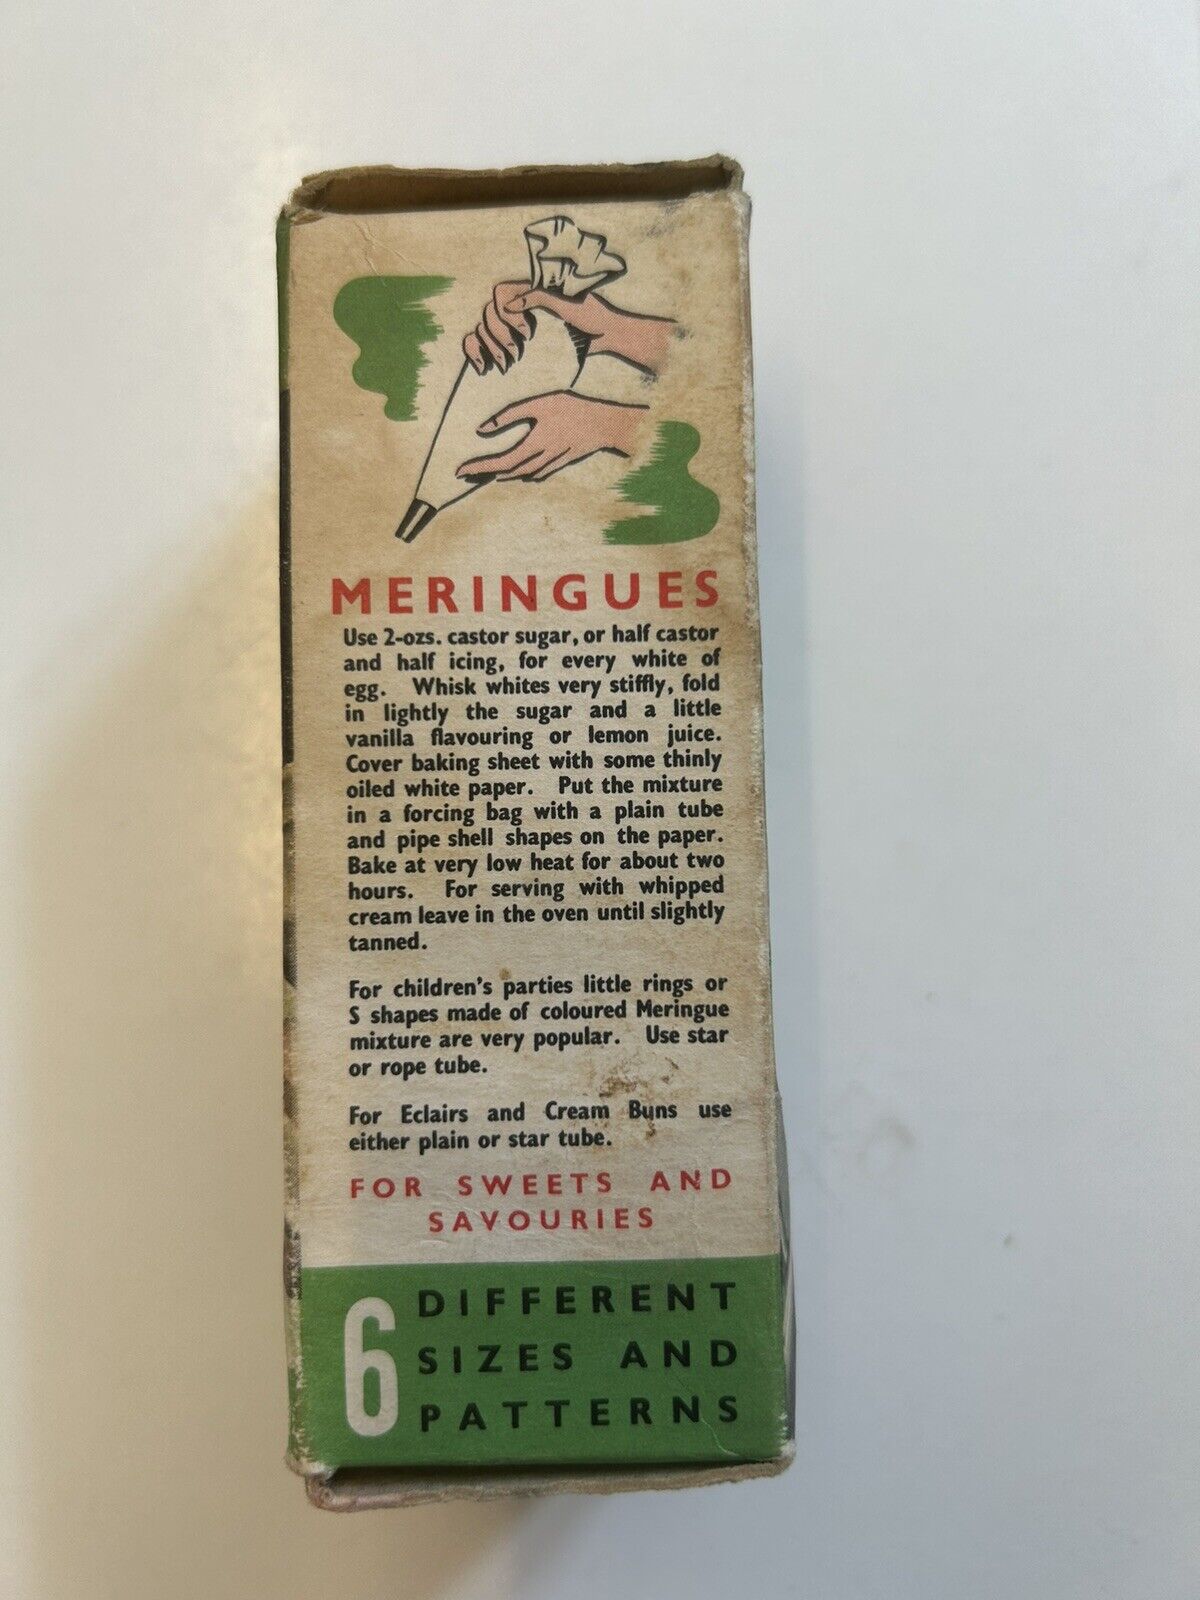 MERINGUES
Use 2-ozs. castor sugar, or half castor
and half icing, for every white of
egg. Whisk whites very stiffly, fold
in lightly the sugar and a little
vanilla flavouring or lemon juice.
Cover baking sheet with some thinly
oiled white paper. Put the mixture
in a forcing bag with a plain tube
and pipe shell shapes on the paper.
Bake at very low heat for about two
hours. For serving with whipped
cream leave in the oven until slightly
tanned.
For children's parties little rings or
S shapes made of coloured Meringue
mixture are very popular. Use star
or rope tube.
For Eclairs and Cream Buns use
either plain or star tube.
FOR SWEETS AND
SAVOURIES
6 DIFFERENT
SIZES AND
PATTERNS